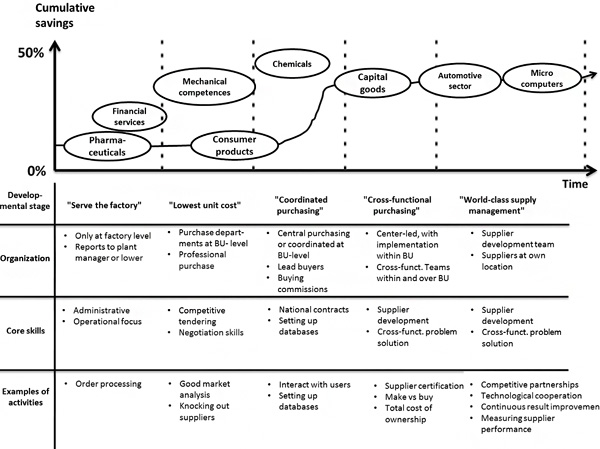 Cumulative
savings
50%
0%
Chemicals
Mechanical
competences
Capital
goods
Automotive
sector
Micro
computers
Financial
services
Pharma-
ceuticals
Consumer
products
Time
Develop-
mental stage
"Serve the factory"
"Lowest unit cost"
"Coordinated
purchasing"
"Cross-functional
purchasing"
"World-class supply
management"
Organization
• Only at factory level
• Reports to plant
manager or lower
• Purchase depart-
ments at BU- level
• Professional
purchase
• Central purchasing
or coordinated at
BU-level
• Lead buyers
• Buying
commissions
• Center-led, with
implementation
within BU
• Cross-funct. Teams
within and over BU
• Supplier
development team
• Suppliers at own
location
Core skills
• Administrative
• Operational focus
• Competitive
tendering
• Negotiation skills
• National contracts
• Setting up
databases
• Supplier
development
• Cross-funct. problem
solution
• Supplier
development
• Cross-funct. problem
solution
Examples of
activities
• Order processing
• Good market
analysis
• Knocking out
suppliers
• Interact with users
• Setting up
databases
• Supplier certification
• Make vs buy
• Total cost of
ownership
• Competitive partnerships
• Technological cooperation
• Continuous result improvemen
• Measuring supplier
performance